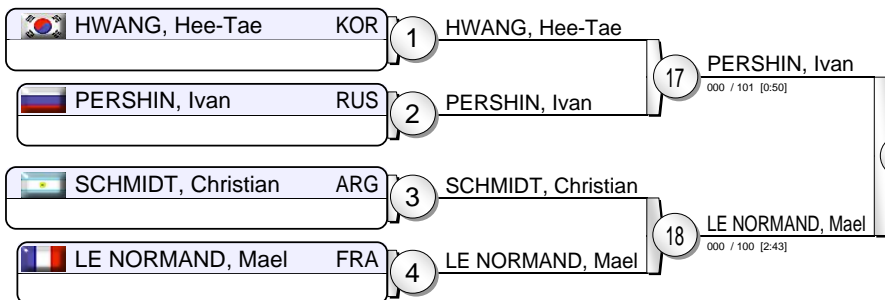 HWANG, Hee-Tae KOR
1
HWANG, Hee-Tae
PERSHIN, Ivan RUS
2
PERSHIN, Ivan
17
PERSHIN, Ivan
000 / 101 [0:50]
SCHMIDT, Christian ARG
3
SCHMIDT, Christian
LE NORMAND, Mael FRA
4
LE NORMAND, Mael
18
LE NORMAND, Mael
000 / 100 [2:43]